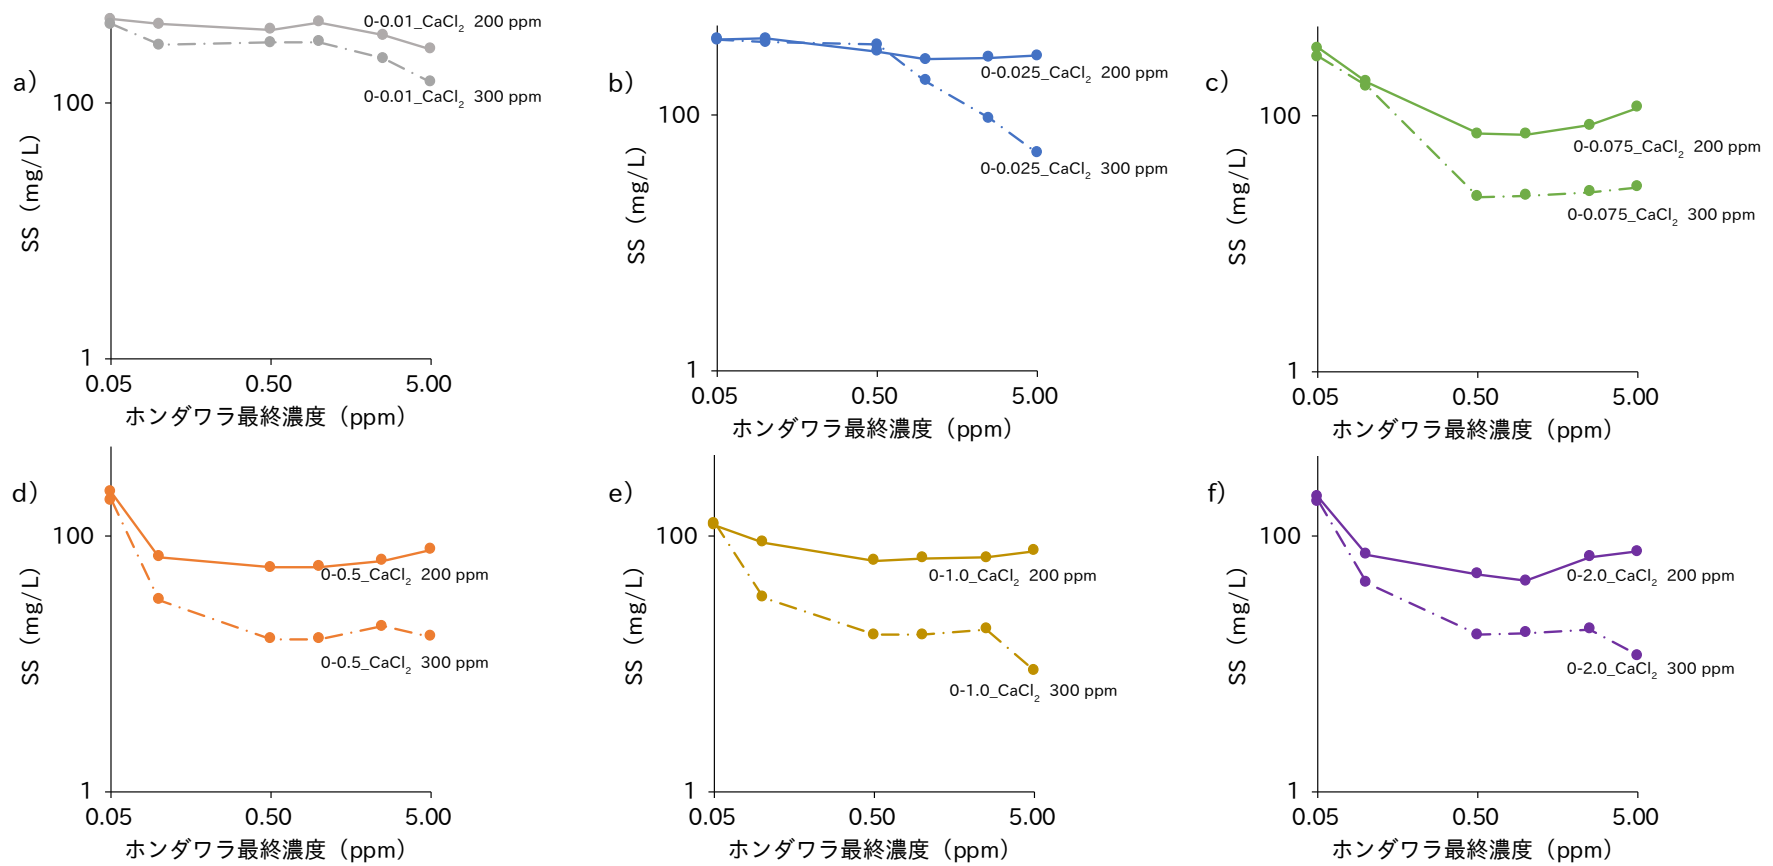 a）
SS（mg/L）
100
1
0.05
0.50
5.00
ホンダワラ最終濃度（ppm）
0-0.01_CaCl₂ 200 ppm
0-0.01_CaCl₂ 300 ppm
b）
SS（mg/L）
100
1
0.05
0.50
5.00
ホンダワラ最終濃度（ppm）
0-0.025_CaCl₂ 200 ppm
0-0.025_CaCl₂ 300 ppm
c）
SS（mg/L）
100
1
0.05
0.50
5.00
ホンダワラ最終濃度（ppm）
0-0.075_CaCl₂ 200 ppm
0-0.075_CaCl₂ 300 ppm
d）
SS（mg/L）
100
1
0.05
0.50
5.00
ホンダワラ最終濃度（ppm）
0-0.5_CaCl₂ 200 ppm
0-0.5_CaCl₂ 300 ppm
e）
SS（mg/L）
100
1
0.05
0.50
5.00
ホンダワラ最終濃度（ppm）
0-1.0_CaCl₂ 200 ppm
0-1.0_CaCl₂ 300 ppm
f）
SS（mg/L）
100
1
0.05
0.50
5.00
ホンダワラ最終濃度（ppm）
0-2.0_CaCl₂ 200 ppm
0-2.0_CaCl₂ 300 ppm